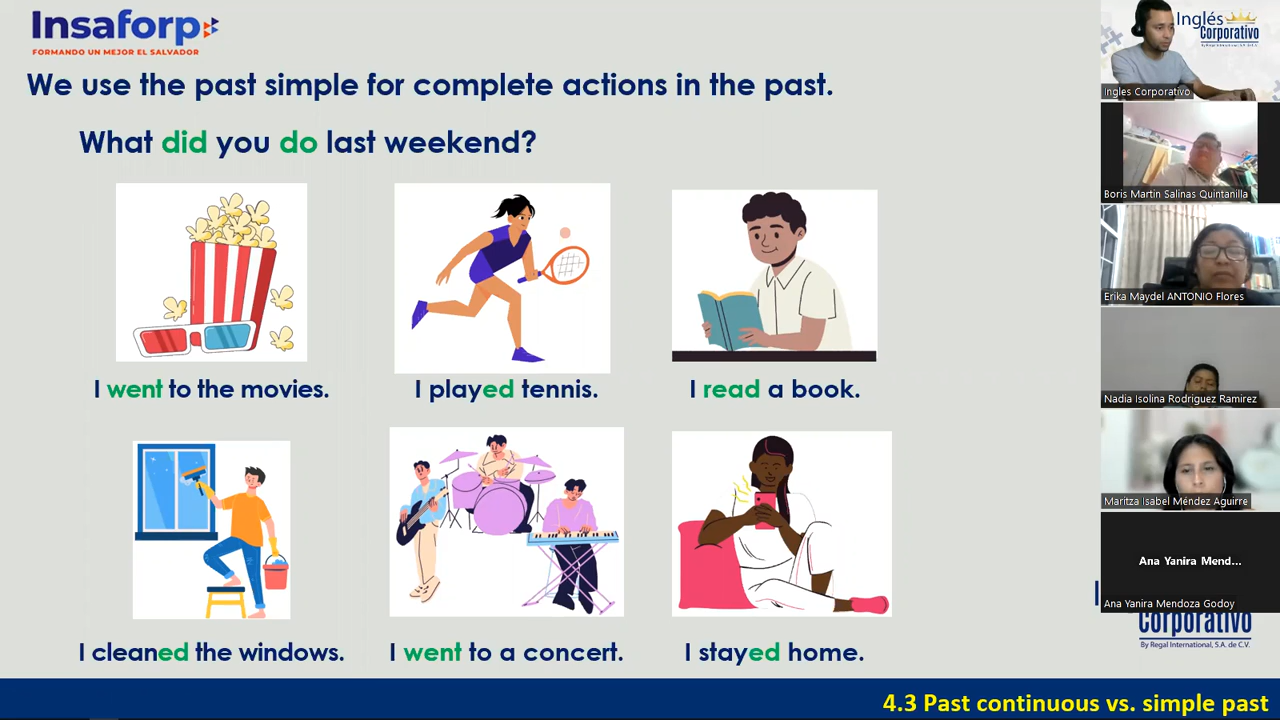 Insaforp
FORMANDO UN MEJOR EL SALVADOR
We use the past simple for complete actions in the past.
What did you do last weekend?
I went to the movies.
I played tennis.
I read a book.
I cleaned the windows.
I went to a concert.
I stayed home.
4.3 Past continuous vs. simple past
Inglés
Corporativo
By Regal International, S.A. de C.V.
Ingles Corporativo
Boris Martin Salinas Quintanilla
Erika Maydel ANTONIO Flores
Nadia Isolina Rodriguez Ramirez
Maritza Isabel Méndez Aguirre
Ana Yanira Mend...
Ana Yanira Mendoza Godoy
Corporativo
By Regal International, S.A. de C.V.